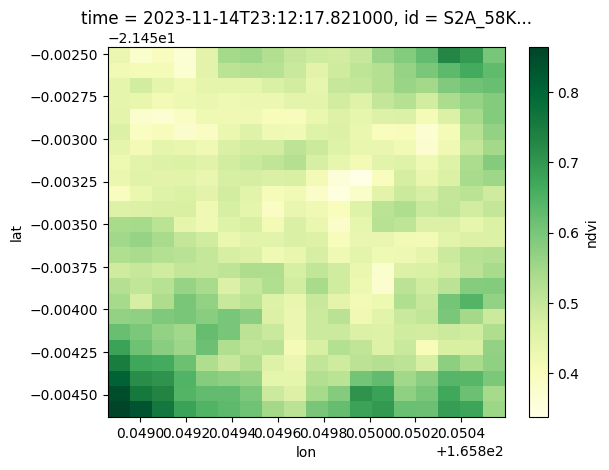 time = 2023-11-14T23:12:17.821000, id = S2A_58K...
−2.145e1
−0.00250
−0.00275
−0.00300
−0.00325
−0.00350
−0.00375
−0.00400
−0.00425
−0.00450
lat
0.0490 0.0492 0.0494 0.0496 0.0498 0.0500 0.0502 0.0504
lon
+1.658e2
0.8
0.7
0.6
0.5
0.4
ndvi